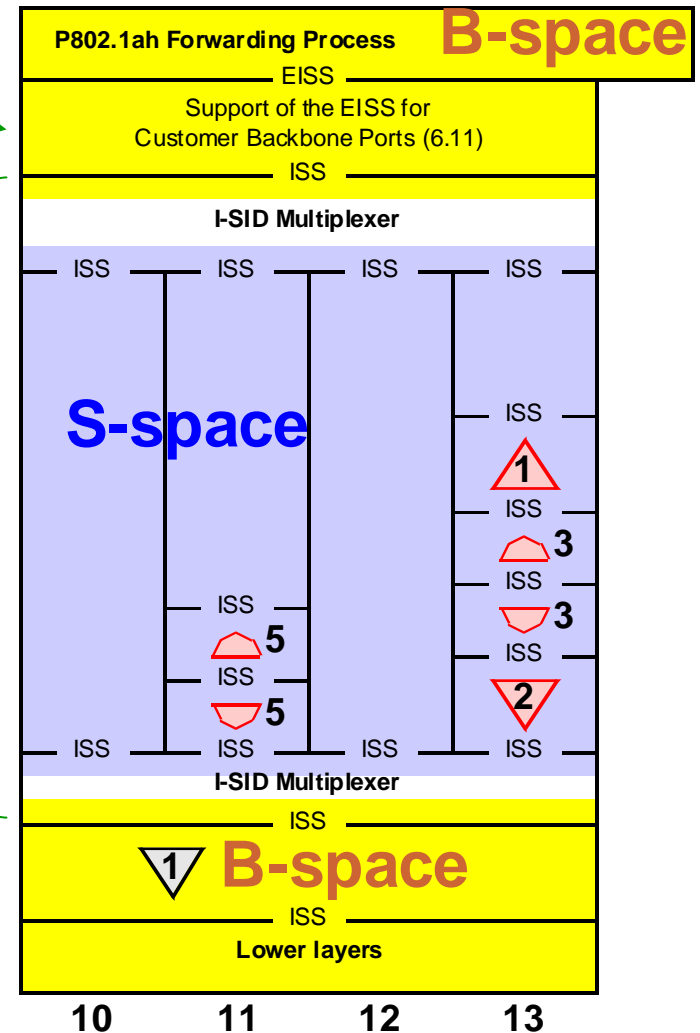 P802.1ah Forwarding Process B-space
EISS
Support of the EISS for
Customer Backbone Ports (6.11)
ISS
I-SID Multiplexer
ISS ISS ISS ISS
S-space
ISS
1
ISS
3
ISS
3
ISS
5
ISS
ISS
2
5
ISS ISS ISS ISS
I-SID Multiplexer
ISS
1 B-space
ISS
Lower layers
10 11 12 13